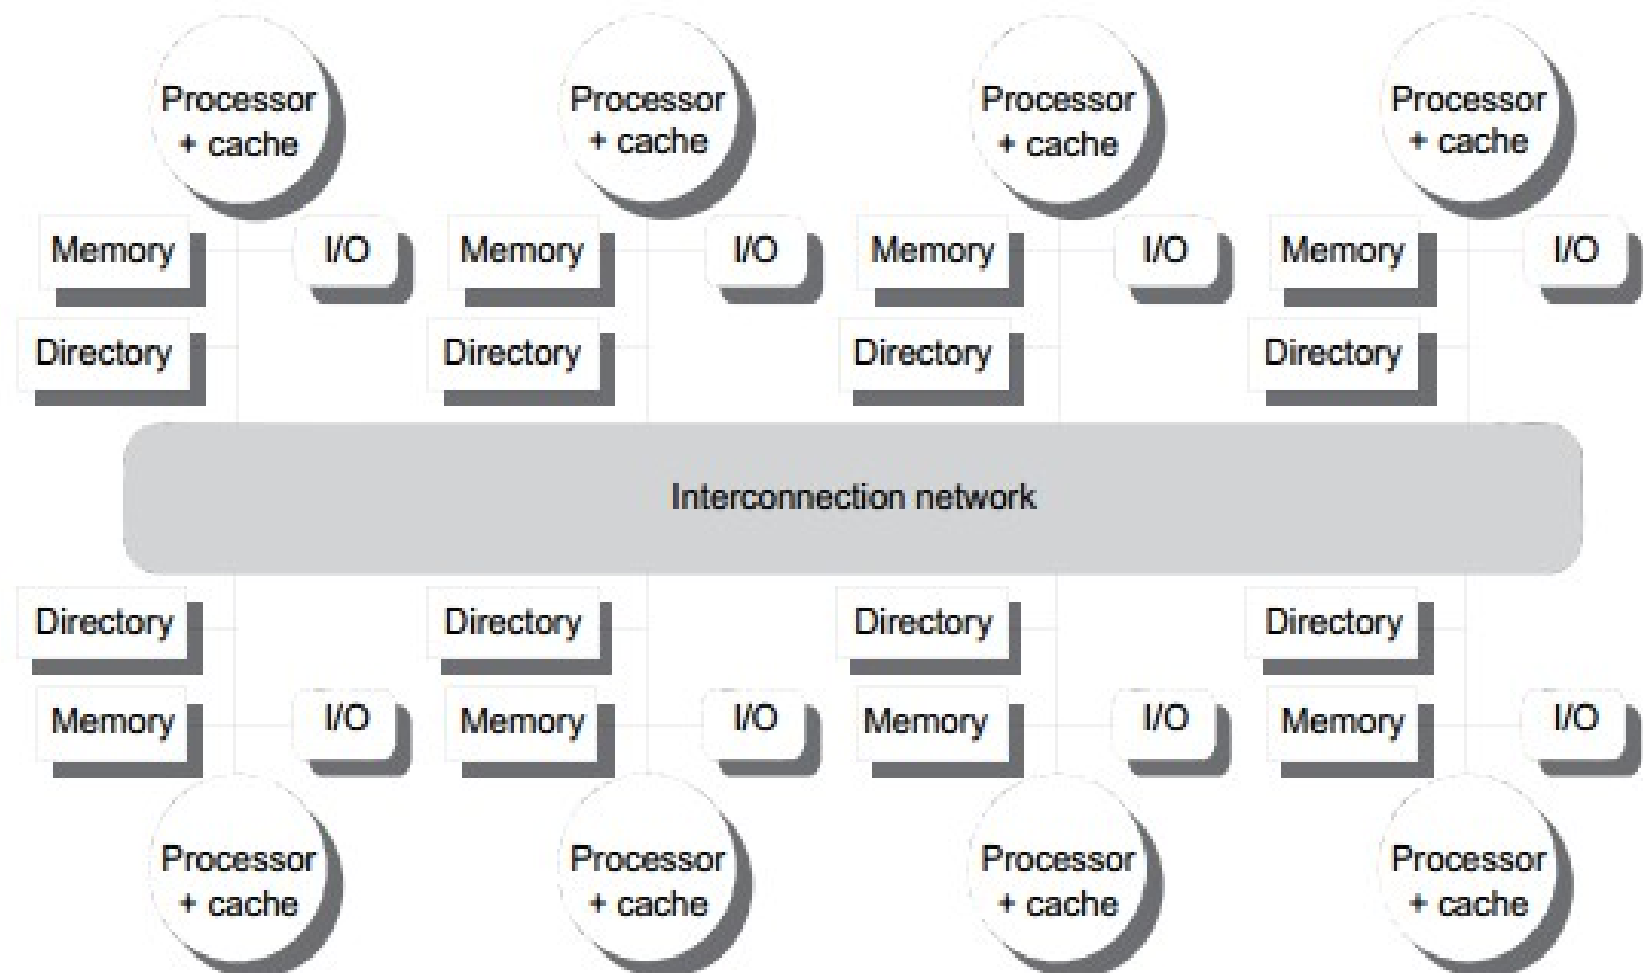 Processor
+ cache
Processor
+ cache
Processor
+ cache
Processor
+ cache
Memory
I/O
Memory
I/O
Memory
I/O
Memory
I/O
Directory
Directory
Directory
Directory
Interconnection network
Directory
Directory
Directory
Directory
Memory
I/O
Memory
I/O
Memory
I/O
Memory
I/O
Processor
+ cache
Processor
+ cache
Processor
+ cache
Processor
+ cache